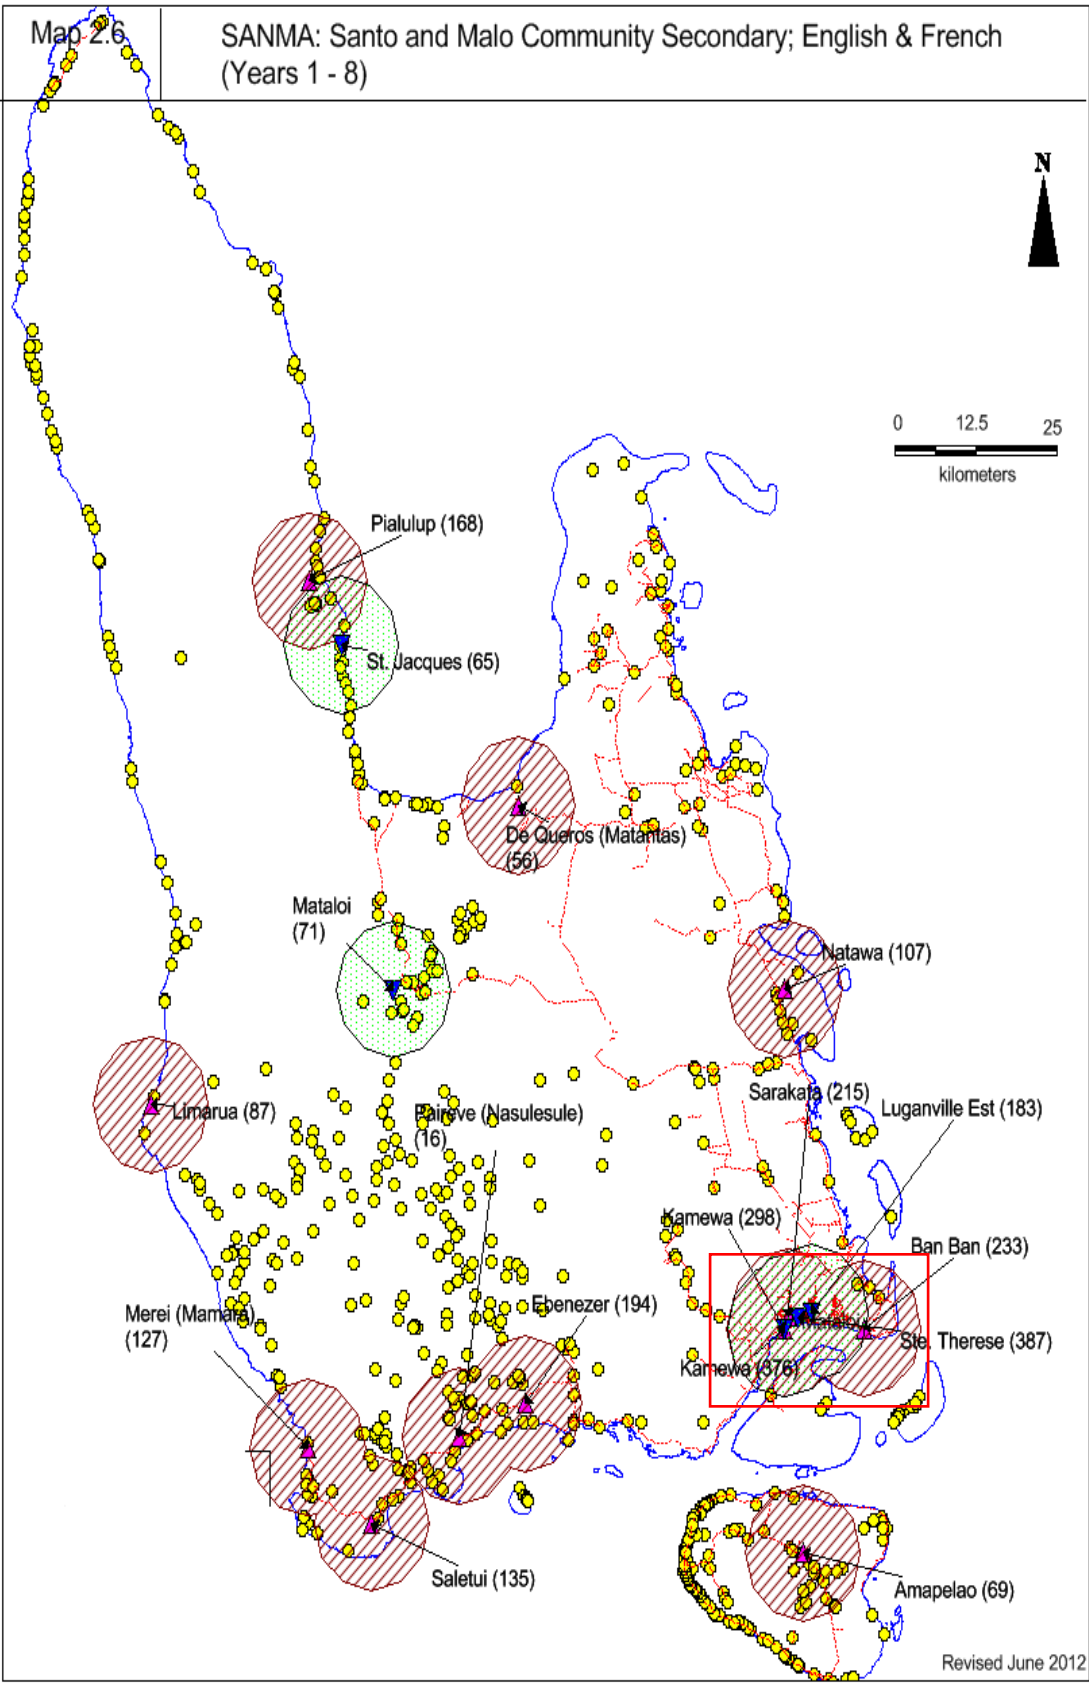 Map 2.6
SANMA: Santo and Malo Community Secondary; English & French
(Years 1 - 8)
N
0 12.5 25
kilometers
Pialulup (168)
St. Jacques (65)
De Queros (Matantas)
(56)
Mataloi
(71)
Natawa (107)
Limarua (87)
Paireve (Nasulesule)
(16)
Sarakata (215)
Luganville Est (183)
Kamewa (298)
Ban Ban (233)
Merei (Mamara)
(127)
Ebenezer (194)
Ste. Therese (387)
Kamewa (376)
Saletui (135)
Amapelao (69)
Revised June 2012